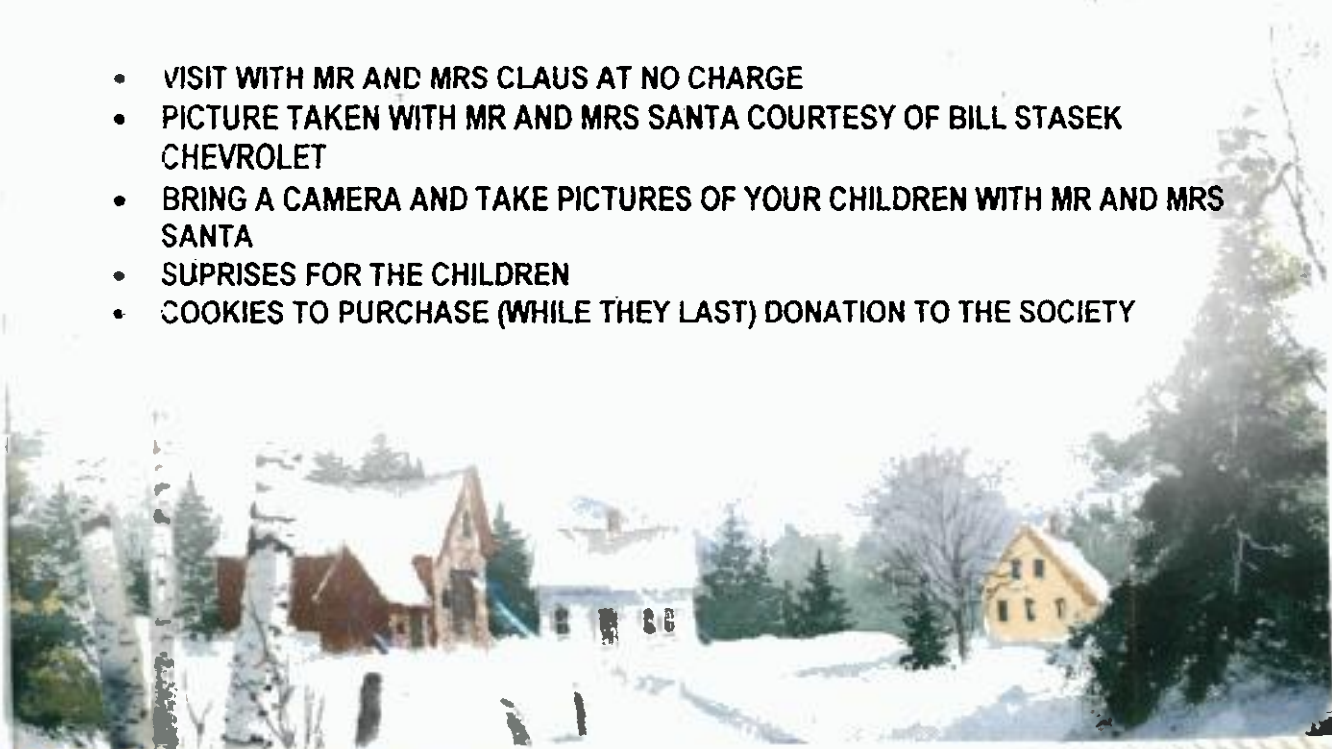 • VISIT WITH MR AND MRS CLAUS AT NO CHARGE
• PICTURE TAKEN WITH MR AND MRS SANTA COURTESY OF BILL STASEK
CHEVROLET
• BRING A CAMERA AND TAKE PICTURES OF YOUR CHILDREN WITH MR AND MRS
SANTA
• SUPRISES FOR THE CHILDREN
• COOKIES TO PURCHASE (WHILE THEY LAST) DONATION TO THE SOCIETY